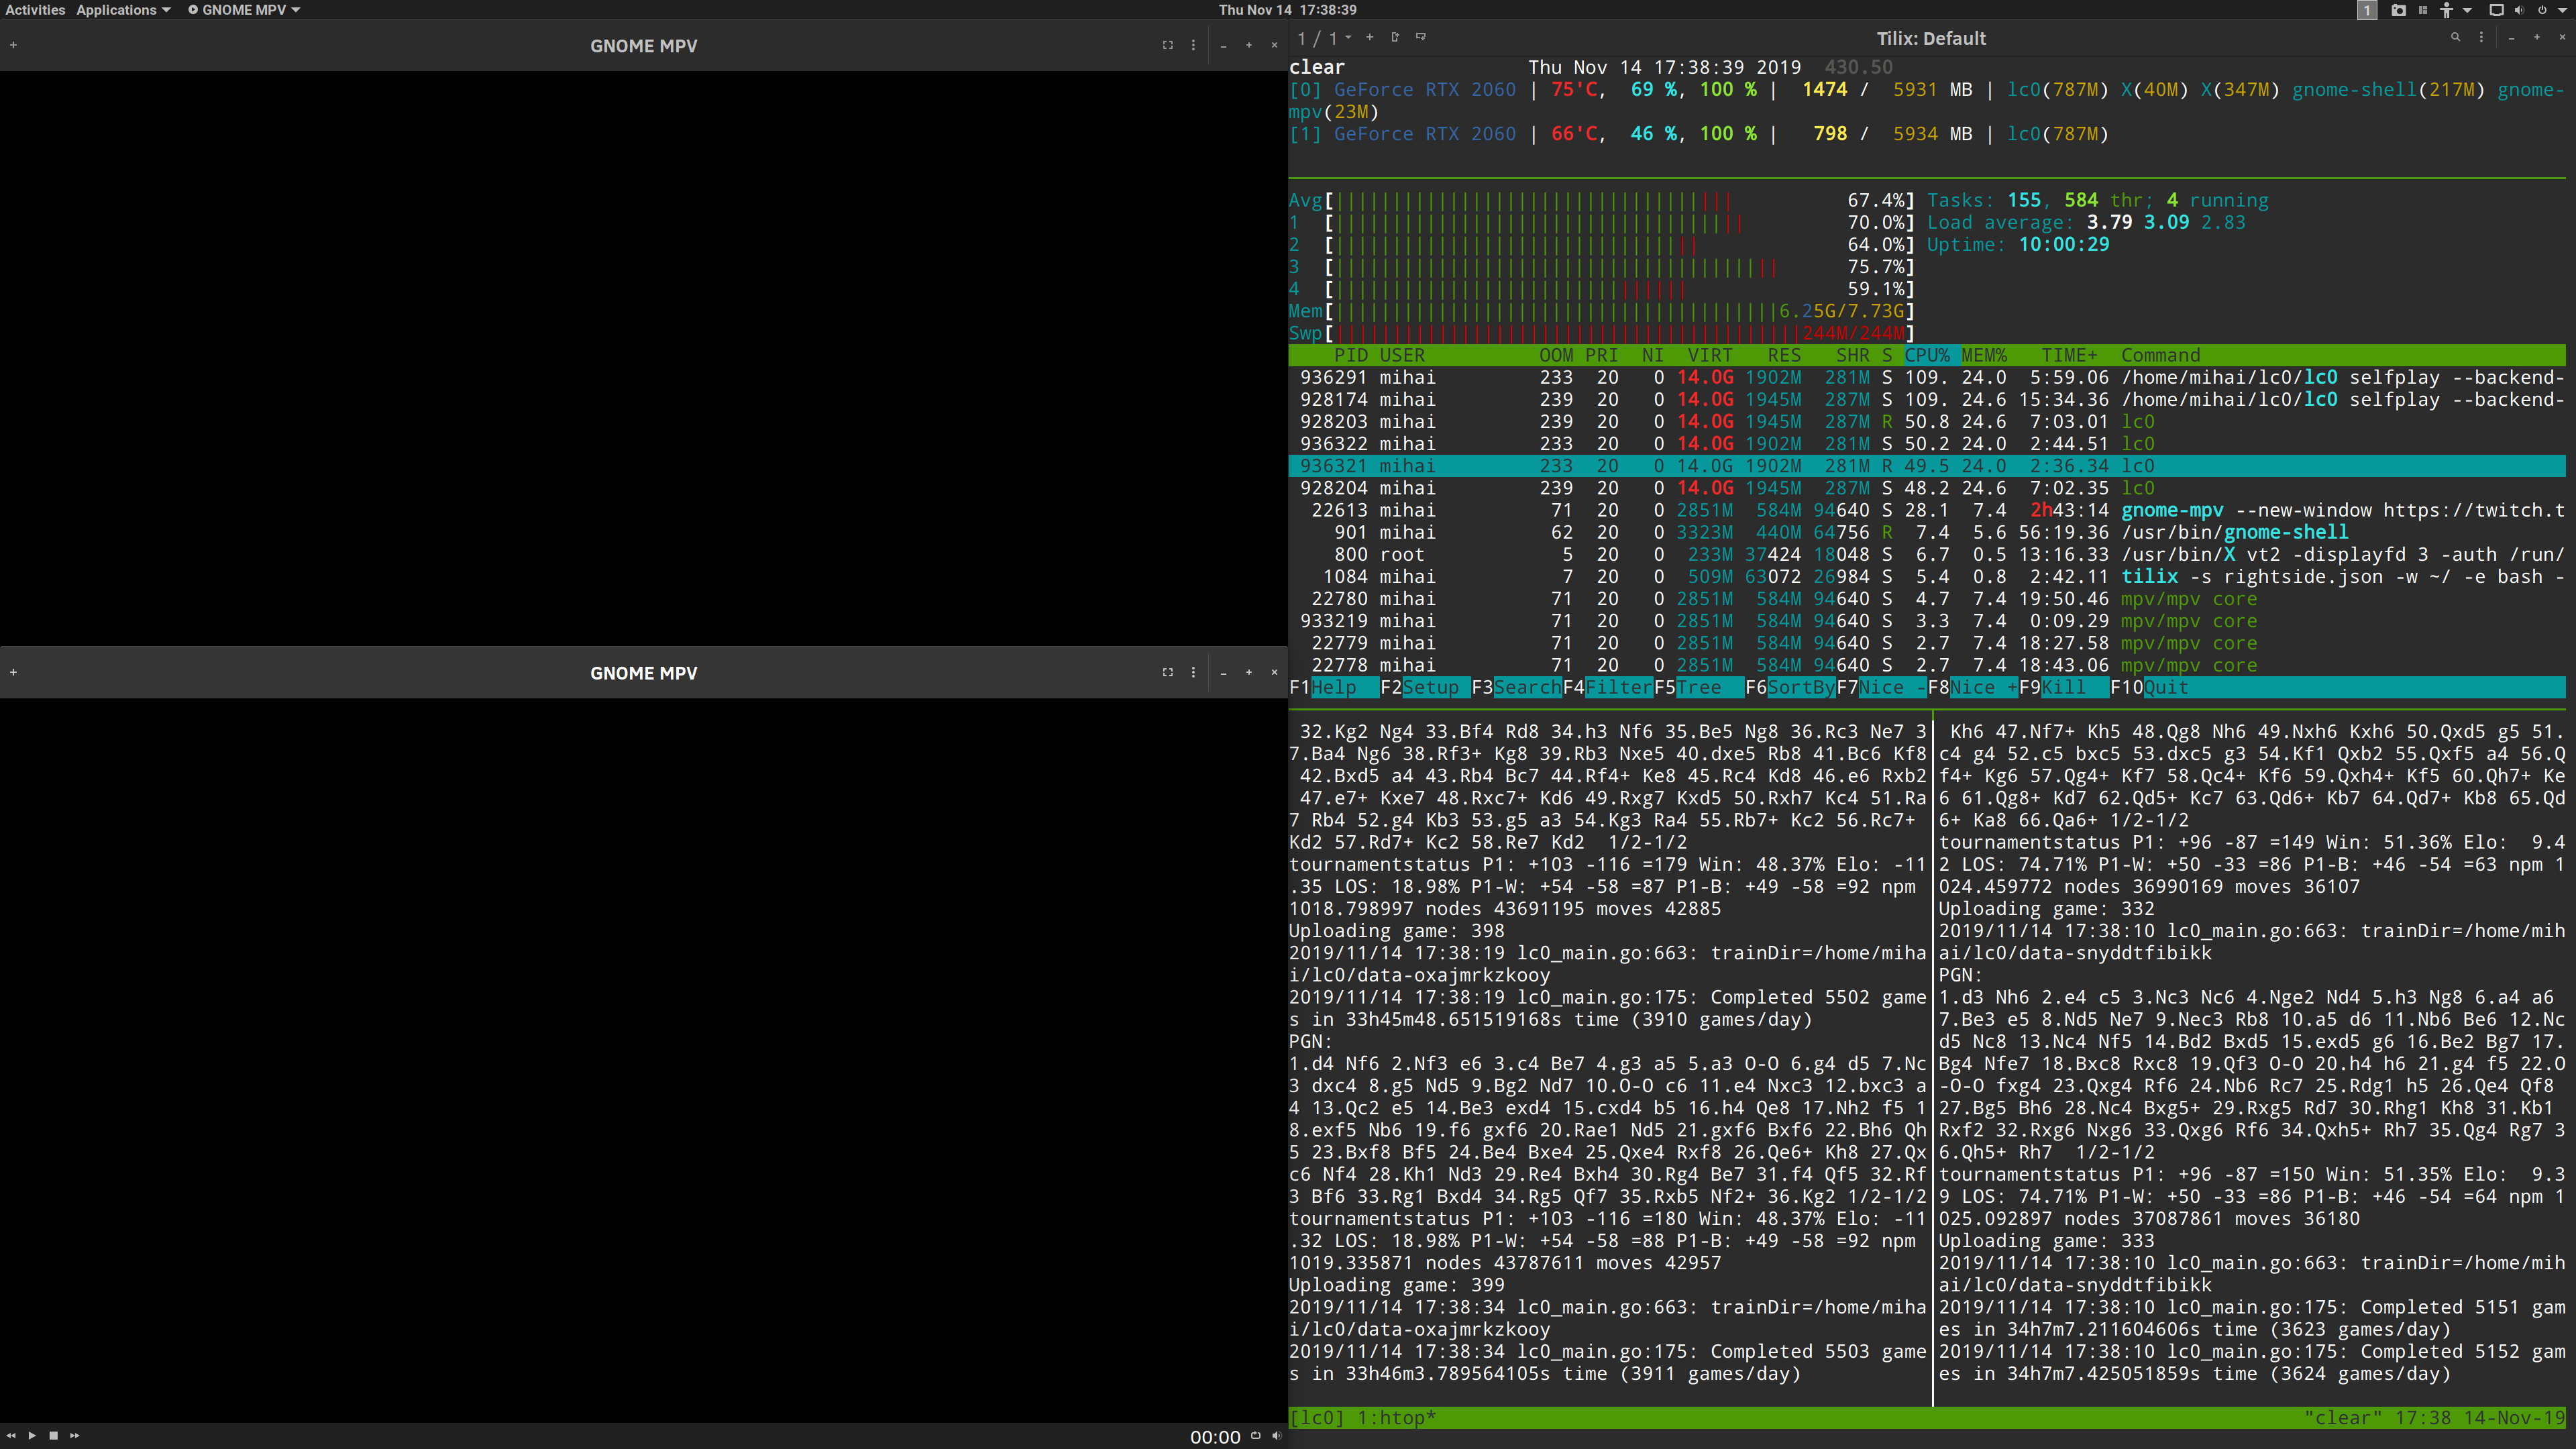 Activities Applications GNOME MPV Thu Nov 14 17:38:39 1
GNOME MPV
GNOME MPV
00:00
1 / 1 Tilix: Default
clear Thu Nov 14 17:38:39 2019 430.50
[0] GeForce RTX 2060 | 75'C, 69 %, 100 % | 1474 / 5931 MB | lc0(787M) X(40M) X(347M) gnome-shell(217M) gnome-
mpv(23M)
[1] GeForce RTX 2060 | 66'C, 46 %, 100 % | 798 / 5934 MB | lc0(787M)
Avg[ 67.4%] Tasks: 155, 584 thr; 4 running
1 [ 70.0%] Load average: 3.79 3.09 2.83
2 [ 64.0%] Uptime: 10:00:29
3 [ 75.7%]
4 [ 59.1%]
Mem[ 6.25G/7.73G]
Swp[ 244M/244M]
PID USER OOM PRI NI VIRT RES SHR S CPU% MEM% TIME+ Command
936291 mihai 233 20 0 14.0G 1902M 281M S 109. 24.0 5:59.06 /home/mihai/lc0/lc0 selfplay --backend-
928174 mihai 239 20 0 14.0G 1945M 287M S 109. 24.6 15:34.36 /home/mihai/lc0/lc0 selfplay --backend-
928203 mihai 239 20 0 14.0G 1945M 287M R 50.8 24.6 7:03.01 lc0
936322 mihai 233 20 0 14.0G 1902M 281M S 50.2 24.0 2:44.51 lc0
936321 mihai 233 20 0 14.0G 1902M 281M R 49.5 24.0 2:36.34 lc0
928204 mihai 239 20 0 14.0G 1945M 287M S 48.2 24.6 7:02.35 lc0
22613 mihai 71 20 0 2851M 584M 94640 S 28.1 7.4 2h43:14 gnome-mpv --new-window https://twitch.t
901 mihai 62 20 0 3323M 440M 64756 R 7.4 5.6 56:19.36 /usr/bin/gnome-shell
800 root 5 20 0 233M 37424 18048 S 6.7 0.5 13:16.33 /usr/bin/X vt2 -displayfd 3 -auth /run/
1084 mihai 7 20 0 509M 63072 26984 S 5.4 0.8 2:42.11 tilix -s rightside.json -w ~/ -e bash -
22780 mihai 71 20 0 2851M 584M 94640 S 4.7 7.4 19:50.46 mpv/mpv core
933219 mihai 71 20 0 2851M 584M 94640 S 3.3 7.4 0:09.29 mpv/mpv core
22779 mihai 71 20 0 2851M 584M 94640 S 2.7 7.4 18:27.58 mpv/mpv core
22778 mihai 71 20 0 2851M 584M 94640 S 2.7 7.4 18:43.06 mpv/mpv core
F1Help F2Setup F3SearchF4FilterF5Tree F6SortByF7Nice -F8Nice +F9Kill F10Quit
32.Kg2 Ng4 33.Bf4 Rd8 34.h3 Nf6 35.Be5 Ng8 36.Rc3 Ne7 3
7.Ba4 Ng6 38.Rf3+ Kg8 39.Rb3 Nxe5 40.dxe5 Rb8 41.Bc6 Kf8
42.Bxd5 a4 43.Rb4 Bc7 44.Rf4+ Ke8 45.Rc4 Kd8 46.e6 Rxb2
47.e7+ Kxe7 48.Rxc7+ Kd6 49.Rxg7 Kxd5 50.Rxh7 Kc4 51.Ra
7 Rb4 52.g4 Kb3 53.g5 a3 54.Kg3 Ra4 55.Rb7+ Kc2 56.Rc7+
Kd2 57.Rd7+ Kc2 58.Re7 Kd2 1/2-1/2
tournamentstatus P1: +103 -116 =179 Win: 48.37% Elo: -11
.35 LOS: 18.98% P1-W: +54 -58 =87 P1-B: +49 -58 =92 npm
1018.798997 nodes 43691195 moves 42885
Uploading game: 398
2019/11/14 17:38:19 lc0_main.go:663: trainDir=/home/miha
i/lc0/data-oxajmrkzkooy
2019/11/14 17:38:19 lc0_main.go:175: Completed 5502 game
s in 33h45m48.651519168s time (3910 games/day)
PGN:
1.d4 Nf6 2.Nf3 e6 3.c4 Be7 4.g3 a5 5.a3 O-O 6.g4 d5 7.Nc
3 dxc4 8.g5 Nd5 9.Bg2 Nd7 10.O-O c6 11.e4 Nxc3 12.bxc3 a
4 13.Qc2 e5 14.Be3 exd4 15.cxd4 b5 16.h4 Qe8 17.Nh2 f5 1
8.exf5 Nb6 19.f6 gxf6 20.Rae1 Nd5 21.gxf6 Bxf6 22.Bh6 Qh
5 23.Bxf8 Bf5 24.Be4 Bxe4 25.Qxe4 Rxf8 26.Qe6+ Kh8 27.Qx
c6 Nf4 28.Kh1 Nd3 29.Re4 Bxh4 30.Rg4 Be7 31.f4 Qf5 32.Rf
3 Bf6 33.Rg1 Bxd4 34.Rg5 Qf7 35.Rxb5 Nf2+ 36.Kg2 1/2-1/2
tournamentstatus P1: +103 -116 =180 Win: 48.37% Elo: -11
.32 LOS: 18.98% P1-W: +54 -58 =88 P1-B: +49 -58 =92 npm
1019.335871 nodes 43787611 moves 42957
Uploading game: 399
2019/11/14 17:38:34 lc0_main.go:663: trainDir=/home/miha
i/lc0/data-oxajmrkzkooy
2019/11/14 17:38:34 lc0_main.go:175: Completed 5503 game
s in 33h46m3.789564105s time (3911 games/day)
Kh6 47.Nf7+ Kh5 48.Qg8 Nh6 49.Nxh6 Kxh6 50.Qxd5 g5 51.
c4 g4 52.c5 bxc5 53.dxc5 g3 54.Kf1 Qxb2 55.Qxf5 a4 56.Q
f4+ Kg6 57.Qg4+ Kf7 58.Qc4+ Kf6 59.Qxh4+ Kf5 60.Qh7+ Ke
6 61.Qg8+ Kd7 62.Qd5+ Kc7 63.Qd6+ Kb7 64.Qd7+ Kb8 65.Qd
6+ Ka8 66.Qa6+ 1/2-1/2
tournamentstatus P1: +96 -87 =149 Win: 51.36% Elo: 9.4
2 LOS: 74.71% P1-W: +50 -33 =86 P1-B: +46 -54 =63 npm 1
024.459772 nodes 36990169 moves 36107
Uploading game: 332
2019/11/14 17:38:10 lc0_main.go:663: trainDir=/home/mih
ai/lc0/data-snyddtfibikk
PGN:
1.d3 Nh6 2.e4 c5 3.Nc3 Nc6 4.Nge2 Nd4 5.h3 Ng8 6.a4 a6
7.Be3 e5 8.Nd5 Ne7 9.Nec3 Rb8 10.a5 d6 11.Nb6 Be6 12.Nc
d5 Nc8 13.Nc4 Nf5 14.Bd2 Bxd5 15.exd5 g6 16.Be2 Bg7 17.
Bg4 Nfe7 18.Bxc8 Rxc8 19.Qf3 O-O 20.h4 h6 21.g4 f5 22.O
-O-O fxg4 23.Qxg4 Rf6 24.Nb6 Rc7 25.Rdg1 h5 26.Qe4 Qf8
27.Bg5 Bh6 28.Nc4 Bxg5+ 29.Rxg5 Rd7 30.Rhg1 Kh8 31.Kb1
Rxf2 32.Rxg6 Nxg6 33.Qxg6 Rf6 34.Qxh5+ Rh7 35.Qg4 Rg7 3
6.Qh5+ Rh7 1/2-1/2
tournamentstatus P1: +96 -87 =150 Win: 51.35% Elo: 9.3
9 LOS: 74.71% P1-W: +50 -33 =86 P1-B: +46 -54 =64 npm 1
025.092897 nodes 37087861 moves 36180
Uploading game: 333
2019/11/14 17:38:10 lc0_main.go:663: trainDir=/home/mih
ai/lc0/data-snyddtfibikk
2019/11/14 17:38:10 lc0_main.go:175: Completed 5151 gam
es in 34h7m7.211604606s time (3623 games/day)
2019/11/14 17:38:10 lc0_main.go:175: Completed 5152 gam
es in 34h7m7.425051859s time (3624 games/day)
[lc0] 1:htop* "clear" 17:38 14-Nov-19